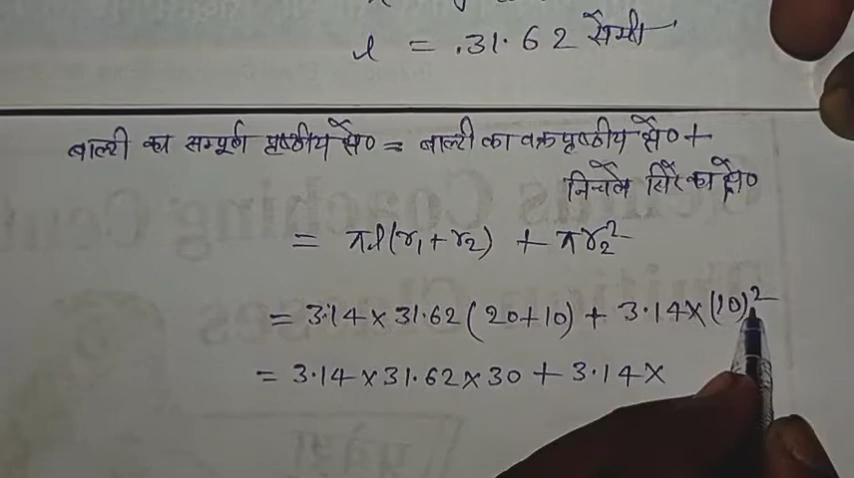 l = .31.62 सेमी
बाल्टी का सम्पूर्ण पृष्ठीय क्षे० = बाल्टी का वक्र पृष्ठीय क्षे० +
निचले सिरे का क्षे०
= πl(r₁+r₂) + πr₂²
= 3.14 × 31.62 (20+10) + 3.14 × (10)²
= 3.14 × 31.62 × 30 + 3.14 ×